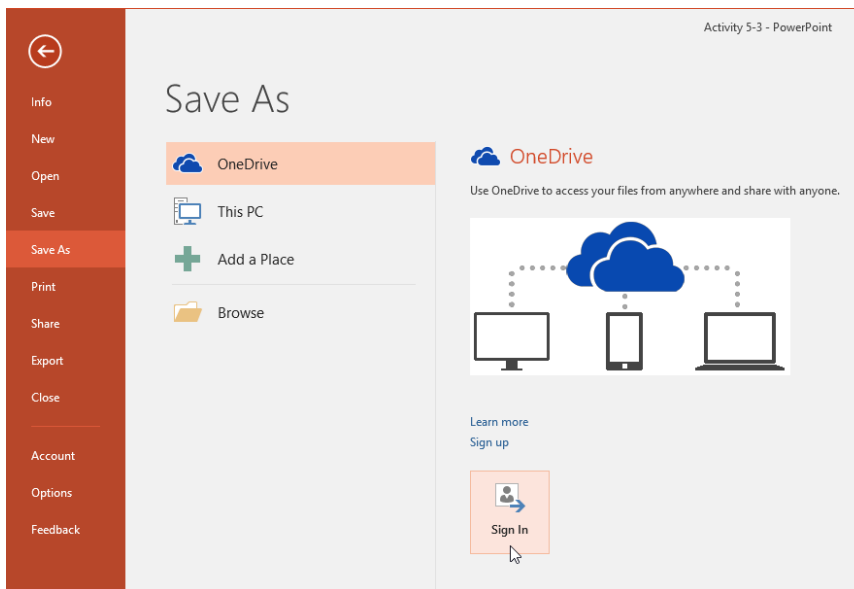 Activity 5-3 - PowerPoint
Info
New
Open
Save
Save As
Print
Share
Export
Close
Account
Options
Feedback
Save As
OneDrive
This PC
Add a Place
Browse
OneDrive
Use OneDrive to access your files from anywhere and share with anyone.
Learn more
Sign up
Sign In